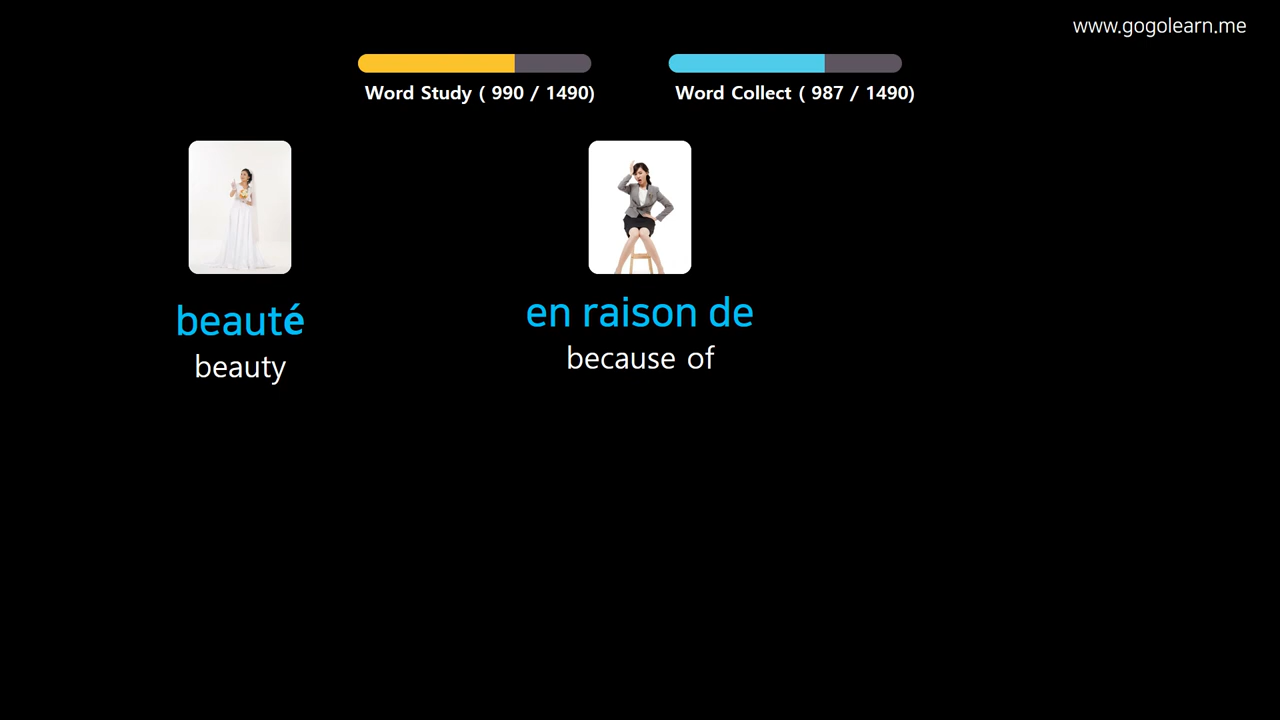 www.gogolearn.me
Word Study ( 990 / 1490)
Word Collect ( 987 / 1490)
beauté
beauty
en raison de
because of